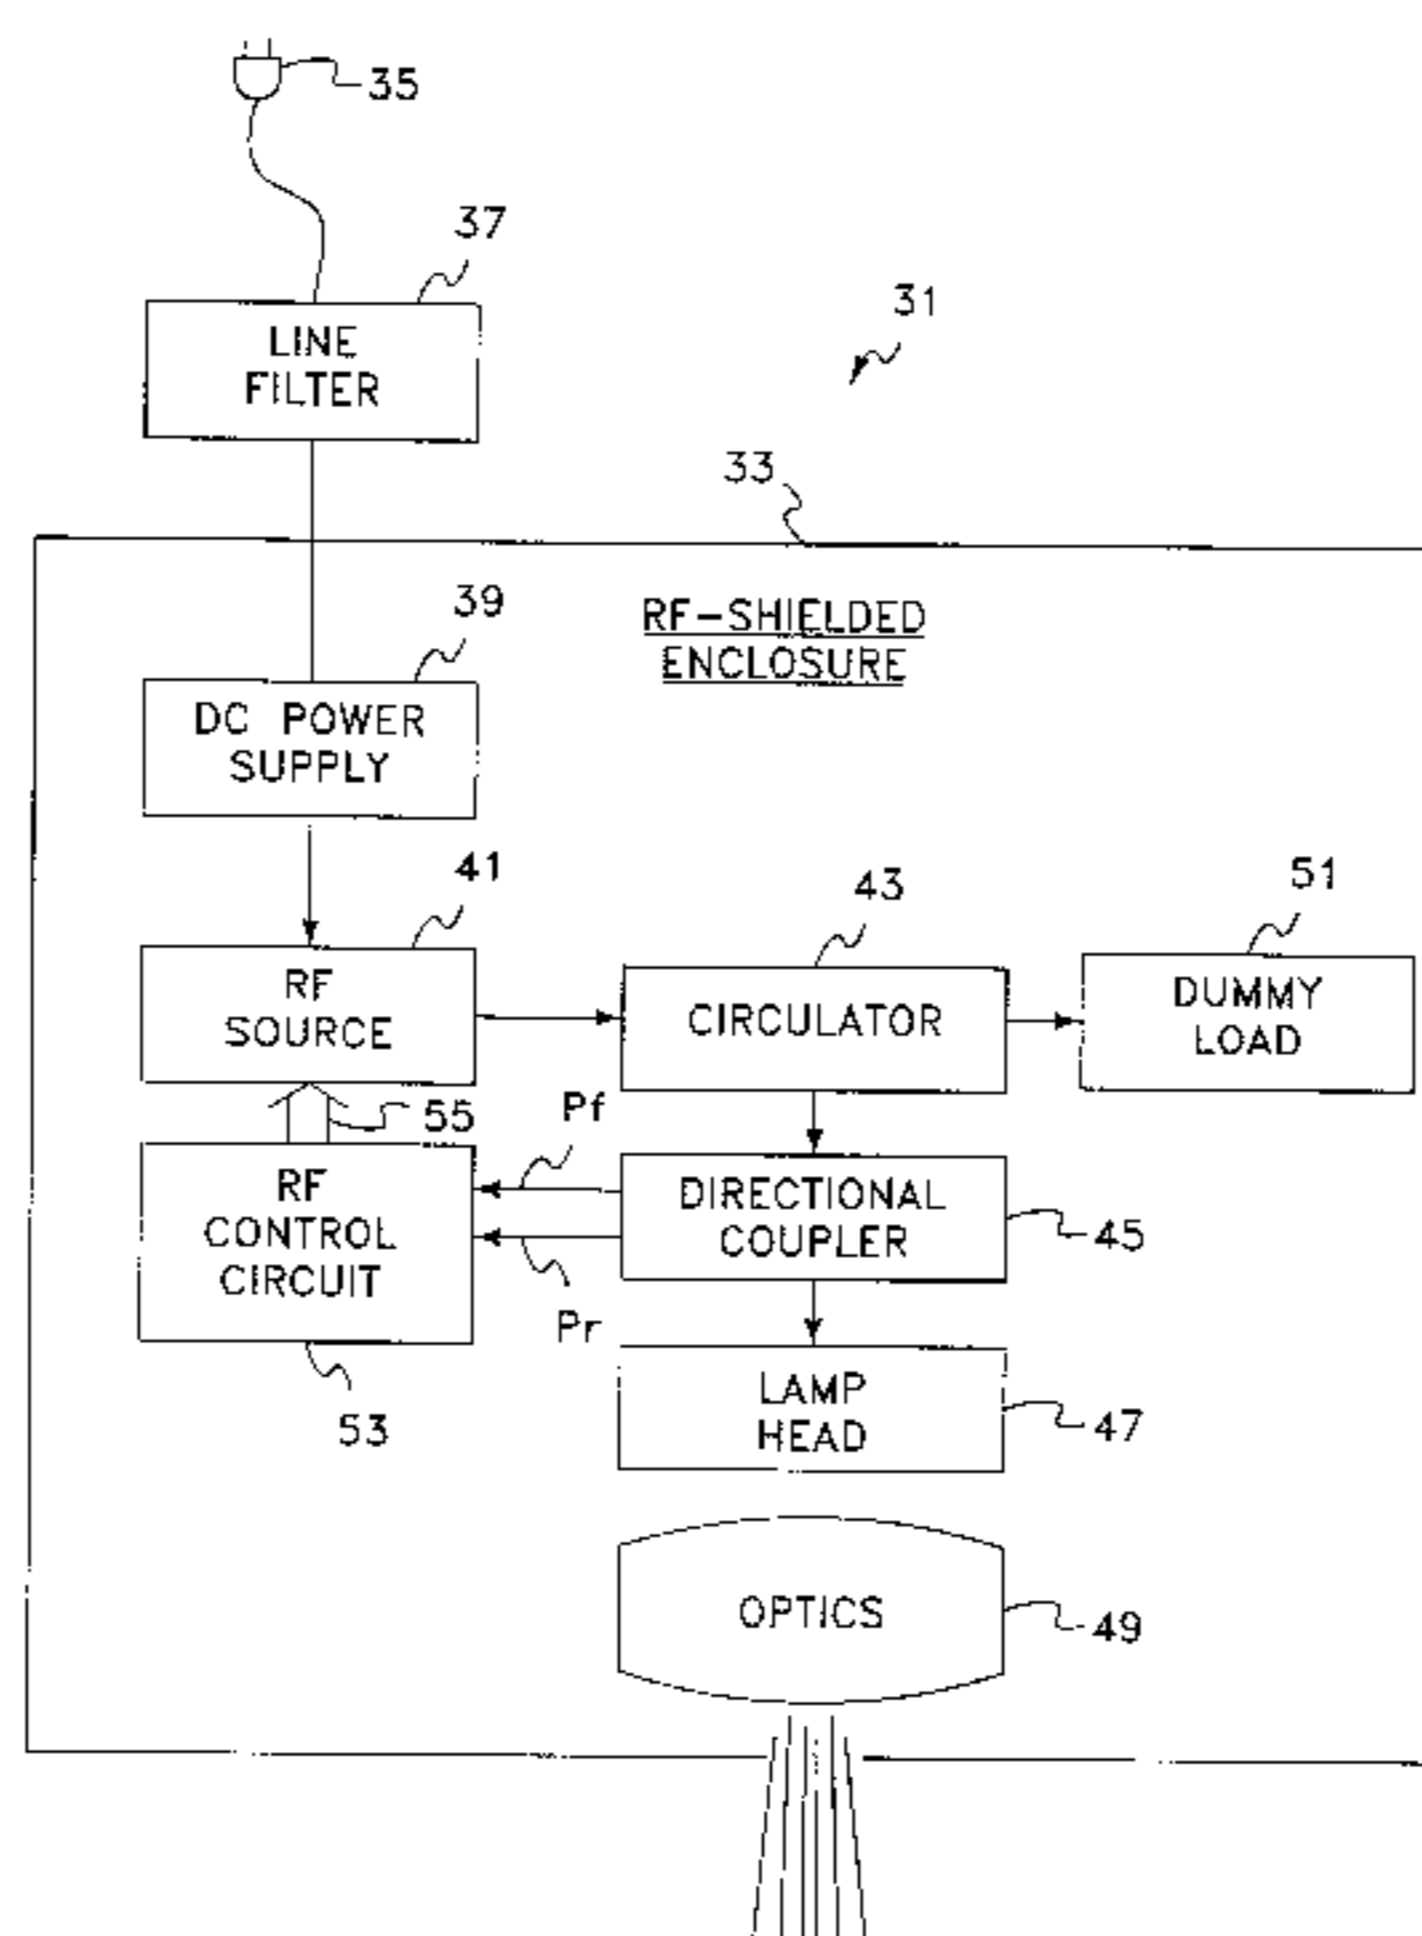 35
37
LINE
FILTER
31
33
RF-SHIELDED
ENCLOSURE
39
DC POWER
SUPPLY
41
43
51
RF
SOURCE
CIRCULATOR
DUMMY
LOAD
55
Pf
RF
CONTROL
CIRCUIT
DIRECTIONAL
COUPLER
45
Pr
53
LAMP
HEAD
47
OPTICS
49